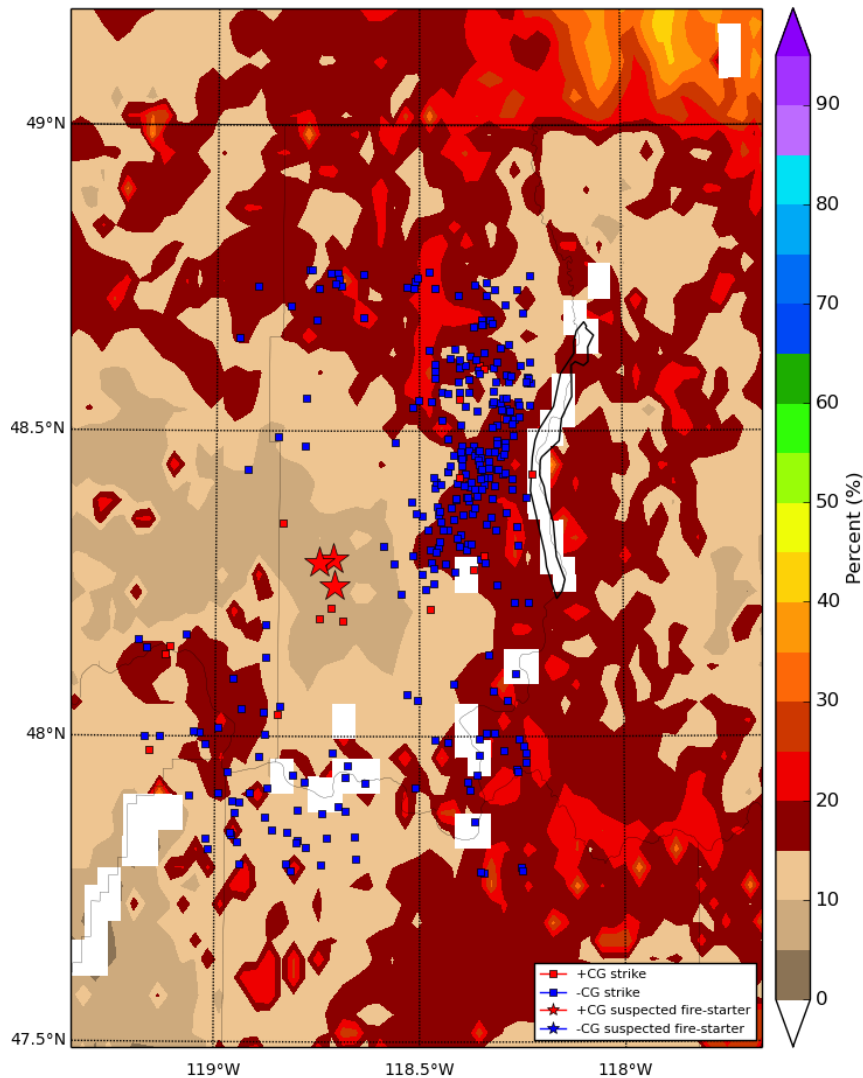 49°N
48.5°N
48°N
47.5°N
119°W
118.5°W
118°W
90
80
70
60
50
40
30
20
10
0
Percent (%)
+CG strike
-CG strike
+CG suspected fire-starter
-CG suspected fire-starter